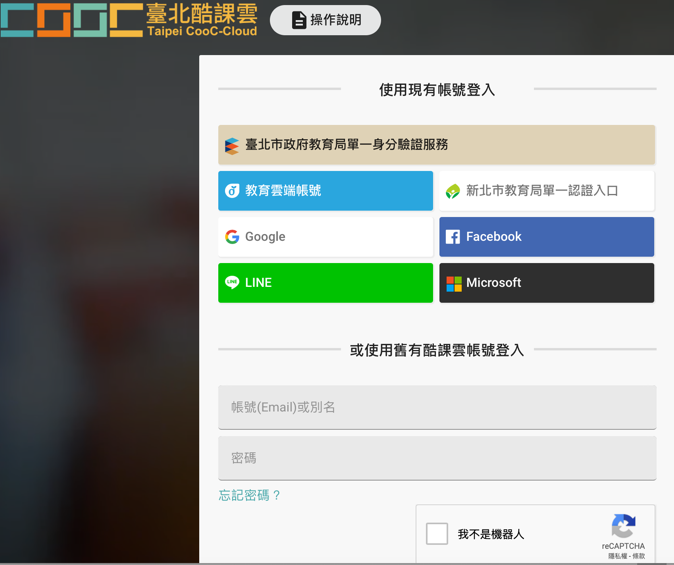 COOC 臺北酷課雲
Taipei CooC-Cloud
操作說明
使用現有帳號登入
臺北市政府教育局單一身分驗證服務
教育雲端帳號
新北市教育局單一認證入口
Google
Facebook
LINE
Microsoft
或使用舊有酷課雲帳號登入
帳號(Email)或別名
密碼
忘記密碼？
我不是機器人
reCAPTCHA
隱私權 - 條款